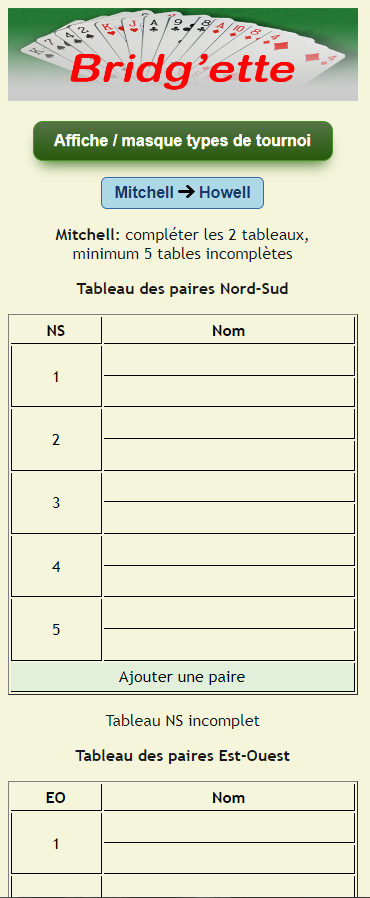 Bridg'ette
Affiche / masque types de tournoi
Mitchell ➔ Howell
Mitchell: compléter les 2 tableaux,
minimum 5 tables incomplètes
Tableau des paires Nord-Sud
NS Nom
1
2
3
4
5
Ajouter une paire
Tableau NS incomplet
Tableau des paires Est-Ouest
EO Nom
1